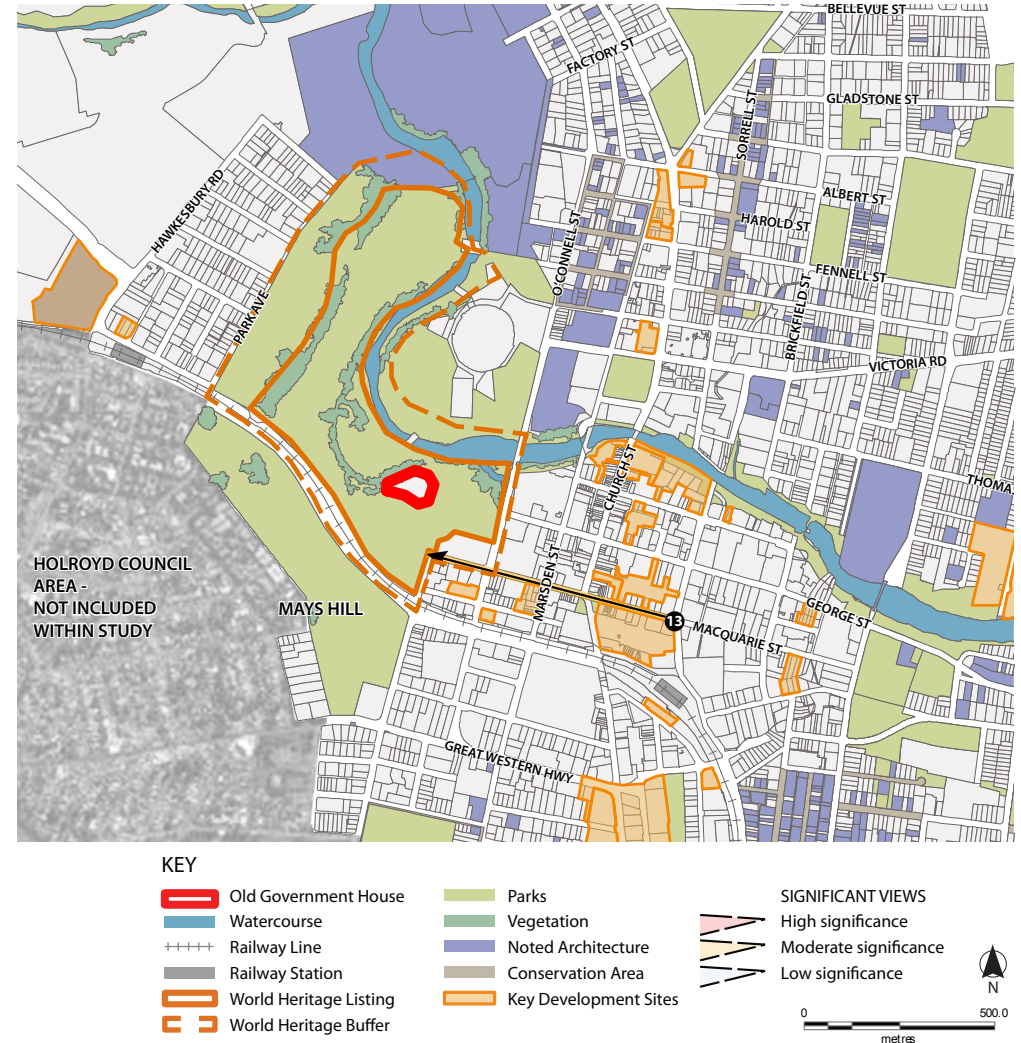 BELLEVUE ST
FACTORY ST
GLADSTONE ST
SORRELL ST
HAWKESBURY RD
ALBERT ST
HAROLD ST
O'CONNELL ST
FENNELL ST
PARK AVE
BRICKFIELD ST
VICTORIA RD
CHURCH ST
THOMA
HOLROYD COUNCIL
AREA -
NOT INCLUDED
WITHIN STUDY
MAYS HILL
MARSDEN ST
GEORGE ST
13
MACQUARIE ST
GREAT WESTERN HWY
KEY
Old Government House
Watercourse
Railway Line
Railway Station
World Heritage Listing
World Heritage Buffer
Parks
Vegetation
Noted Architecture
Conservation Area
Key Development Sites
SIGNIFICANT VIEWS
High significance
Moderate significance
Low significance
N
0 500.0
metres